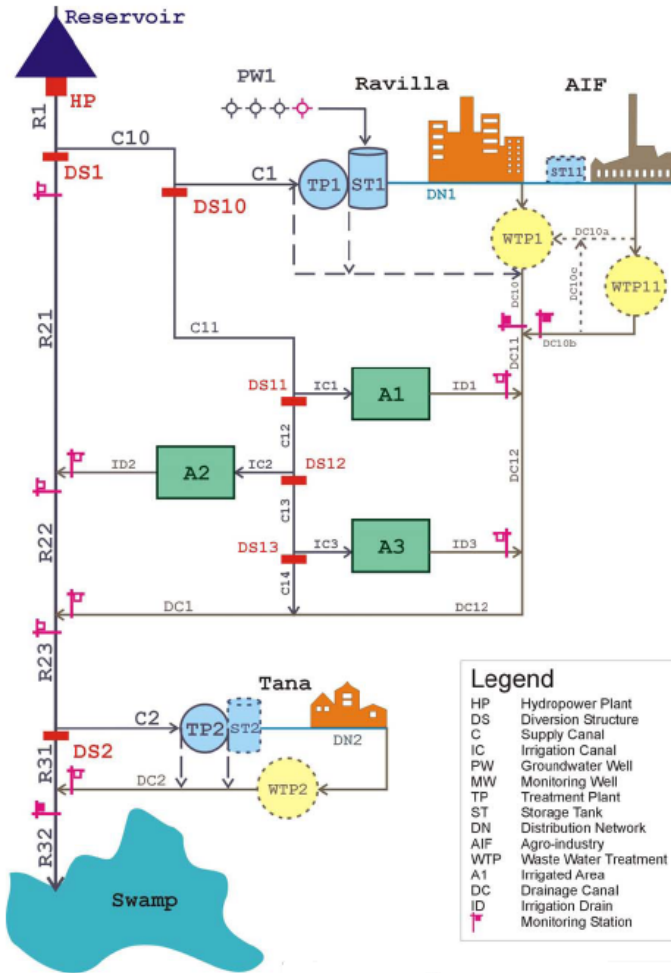 Reservoir
HP
R1
PW1
Ravilla
AIF
C10
DS1
C1
DS10
TP1
ST1
DN1
ST11
WTP1
DC10a
WTP11
DC10
DC10c
DC10b
R21
C11
DC11
DS11
IC1
A1
ID1
C12
ID2
A2
IC2
DS12
DC12
C13
R22
DS13
IC3
A3
ID3
C14
DC1
DC12
R23
Tana
C2
TP2
ST2
DN2
DS2
R31
DC2
WTP2
R32
Swamp
Legend
HP Hydropower Plant
DS Diversion Structure
C Supply Canal
IC Irrigation Canal
PW Groundwater Well
MW Monitoring Well
TP Treatment Plant
ST Storage Tank
DN Distribution Network
AIF Agro-industry
WTP Waste Water Treatment
A1 Irrigated Area
DC Drainage Canal
ID Irrigation Drain
Monitoring Station